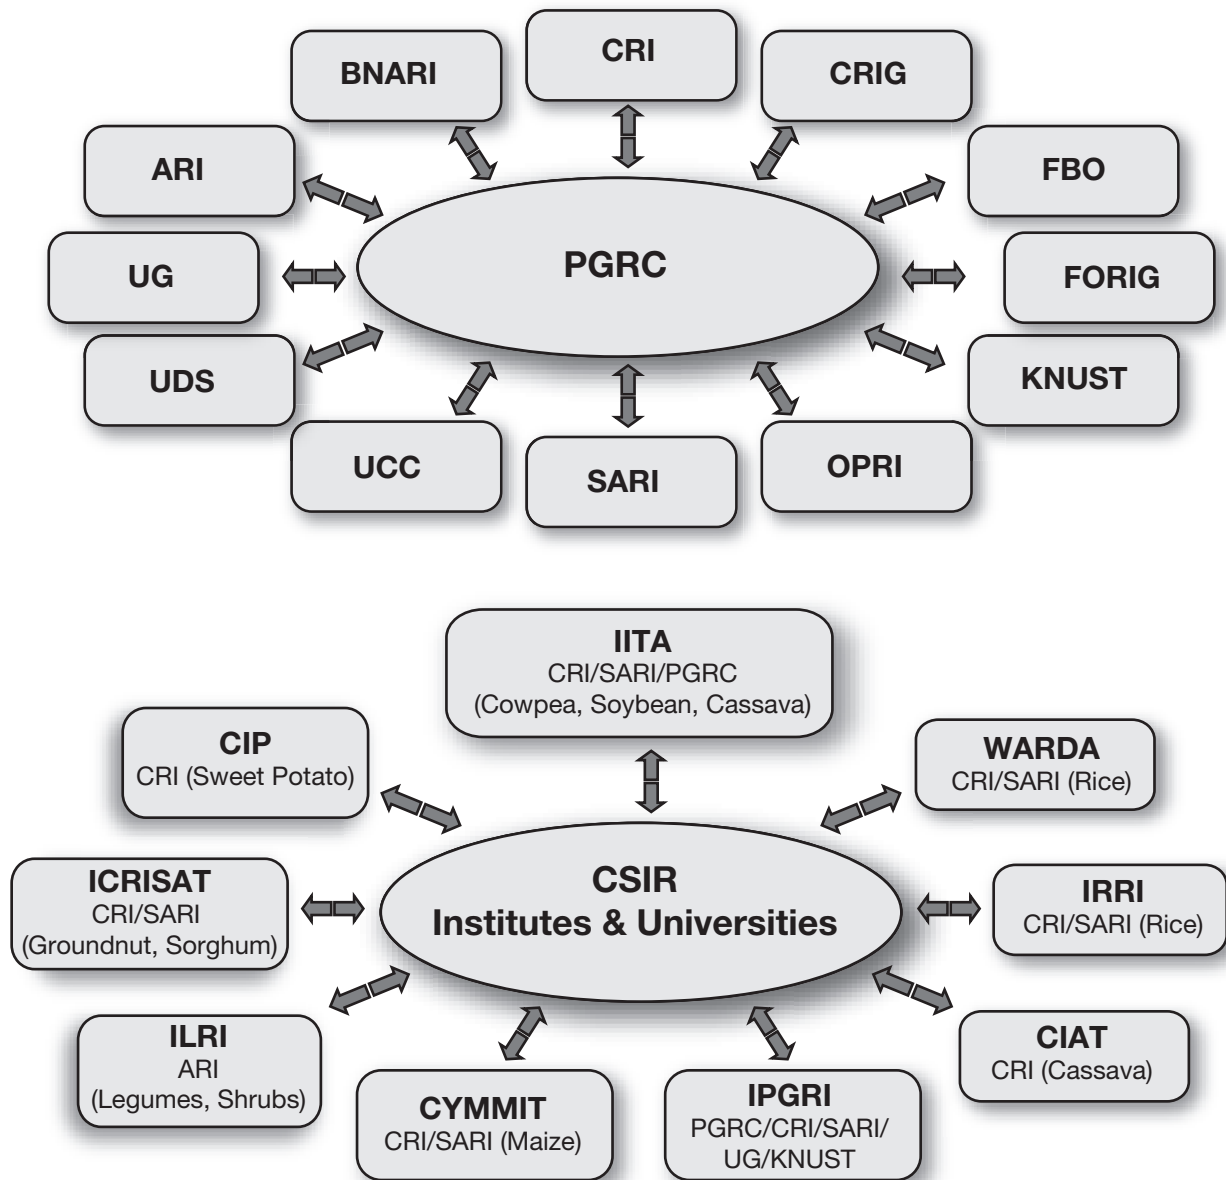 CRI
BNARI
CRIG
ARI
FBO
PGRC
UG
FORIG
UDS
KNUST
UCC
SARI
OPRI
IITA
CRI/SARI/PGRC
(Cowpea, Soybean, Cassava)
CIP
CRI (Sweet Potato)
WARDA
CRI/SARI (Rice)
ICRISAT
CRI/SARI
(Groundnut, Sorghum)
CSIR
Institutes & Universities
IRRI
CRI/SARI (Rice)
ILRI
ARI
(Legumes, Shrubs)
CIAT
CRI (Cassava)
CYMMIT
CRI/SARI (Maize)
IPGRI
PGRC/CRI/SARI/
UG/KNUST